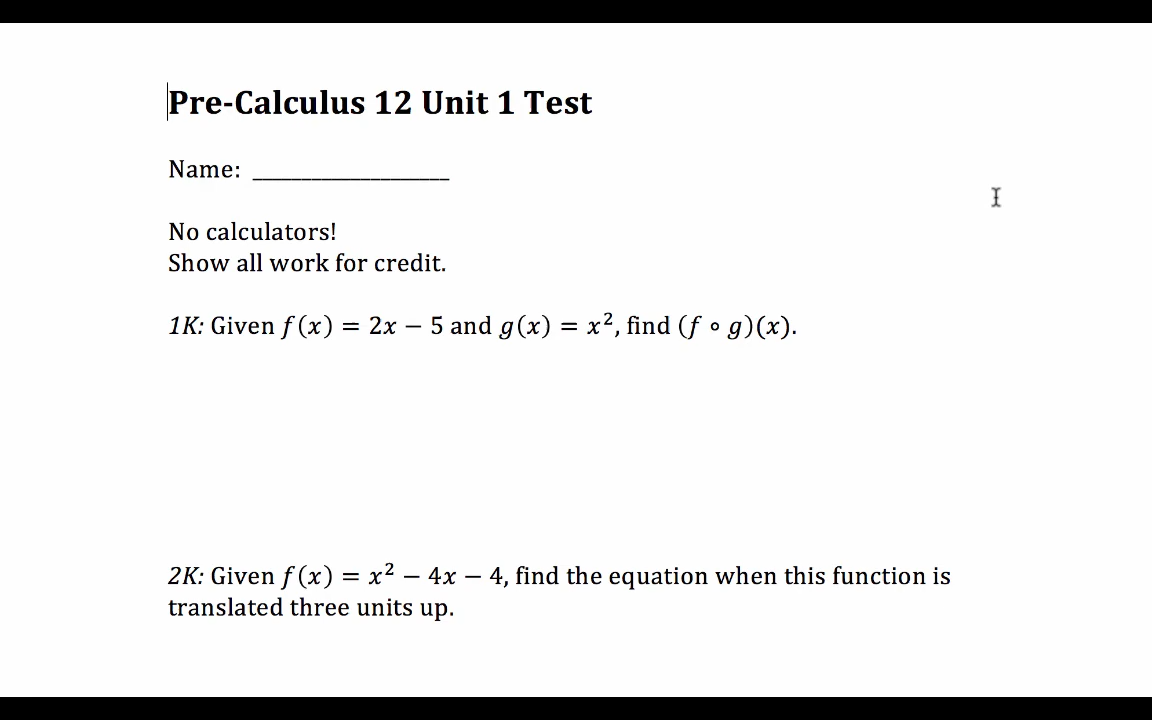 Pre-Calculus 12 Unit 1 Test
Name: ___________________
No calculators!
Show all work for credit.
1K: Given f(x) = 2x − 5 and g(x) = x², find (f ∘ g)(x).
2K: Given f(x) = x² − 4x − 4, find the equation when this function is
translated three units up.